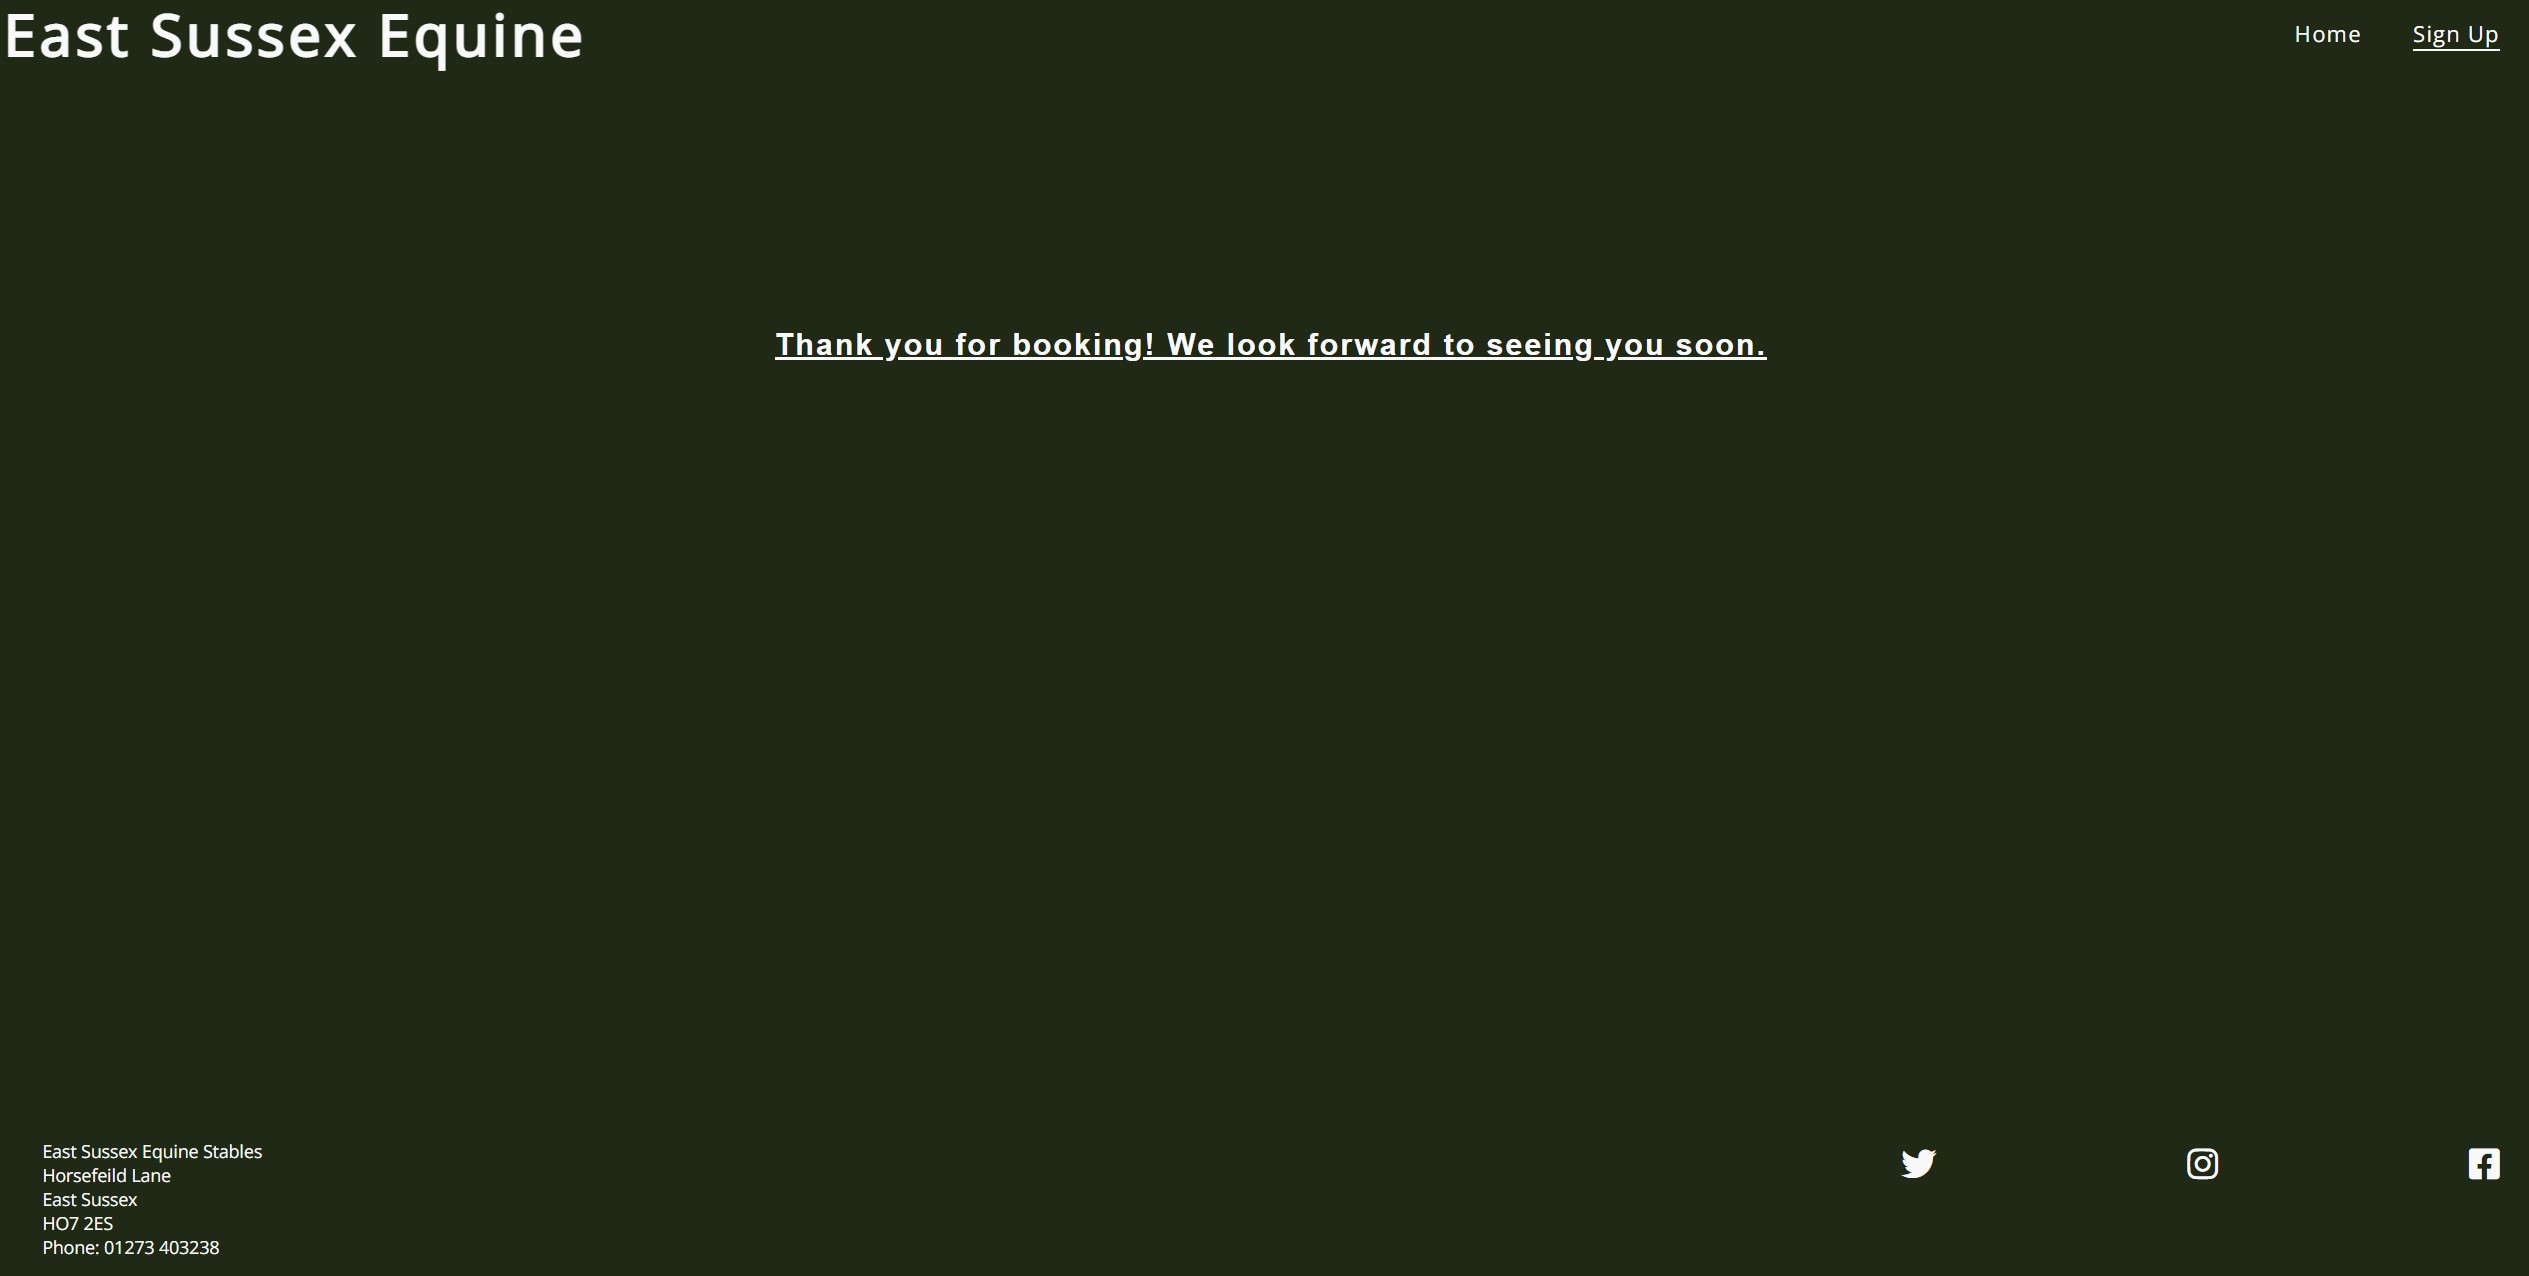 East Sussex Equine
Home
Sign Up
Thank you for booking! We look forward to seeing you soon.
East Sussex Equine Stables
Horsefeild Lane
East Sussex
HO7 2ES
Phone: 01273 403238